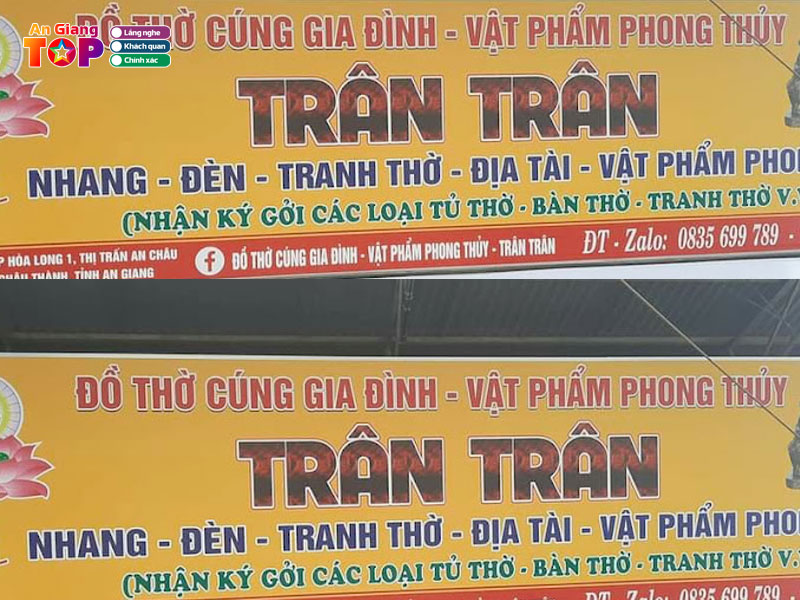 An Giang
TOP
Lắng nghe
Khách quan
Chính xác
ĐỒ THỜ CÚNG GIA ĐÌNH - VẬT PHẨM PHONG THỦY
TRÂN TRÂN
NHANG - ĐÈN - TRANH THỜ - ĐỊA TÀI - VẬT PHẨM PHO
(NHẬN KÝ GỞI CÁC LOẠI TỦ THỜ - BÀN THỜ - TRANH THỜ V.
P HÒA LONG 1, THỊ TRẤN AN CHÂU
CHÂU THÀNH, TỈNH AN GIANG
ĐỒ THỜ CÚNG GIA ĐÌNH - VẬT PHẨM PHONG THỦY - TRÂN TRÂN
ĐT - Zalo: 0835 699 789 -
ĐỒ THỜ CÚNG GIA ĐÌNH - VẬT PHẨM PHONG THỦY
TRÂN TRÂN
NHANG - ĐÈN - TRANH THỜ - ĐỊA TÀI - VẬT PHẨM PHO
(NHẬN KÝ GỞI CÁC LOẠI TỦ THỜ - BÀN THỜ - TRANH THỜ V.
ĐT - Zalo: 0835 699 789 -